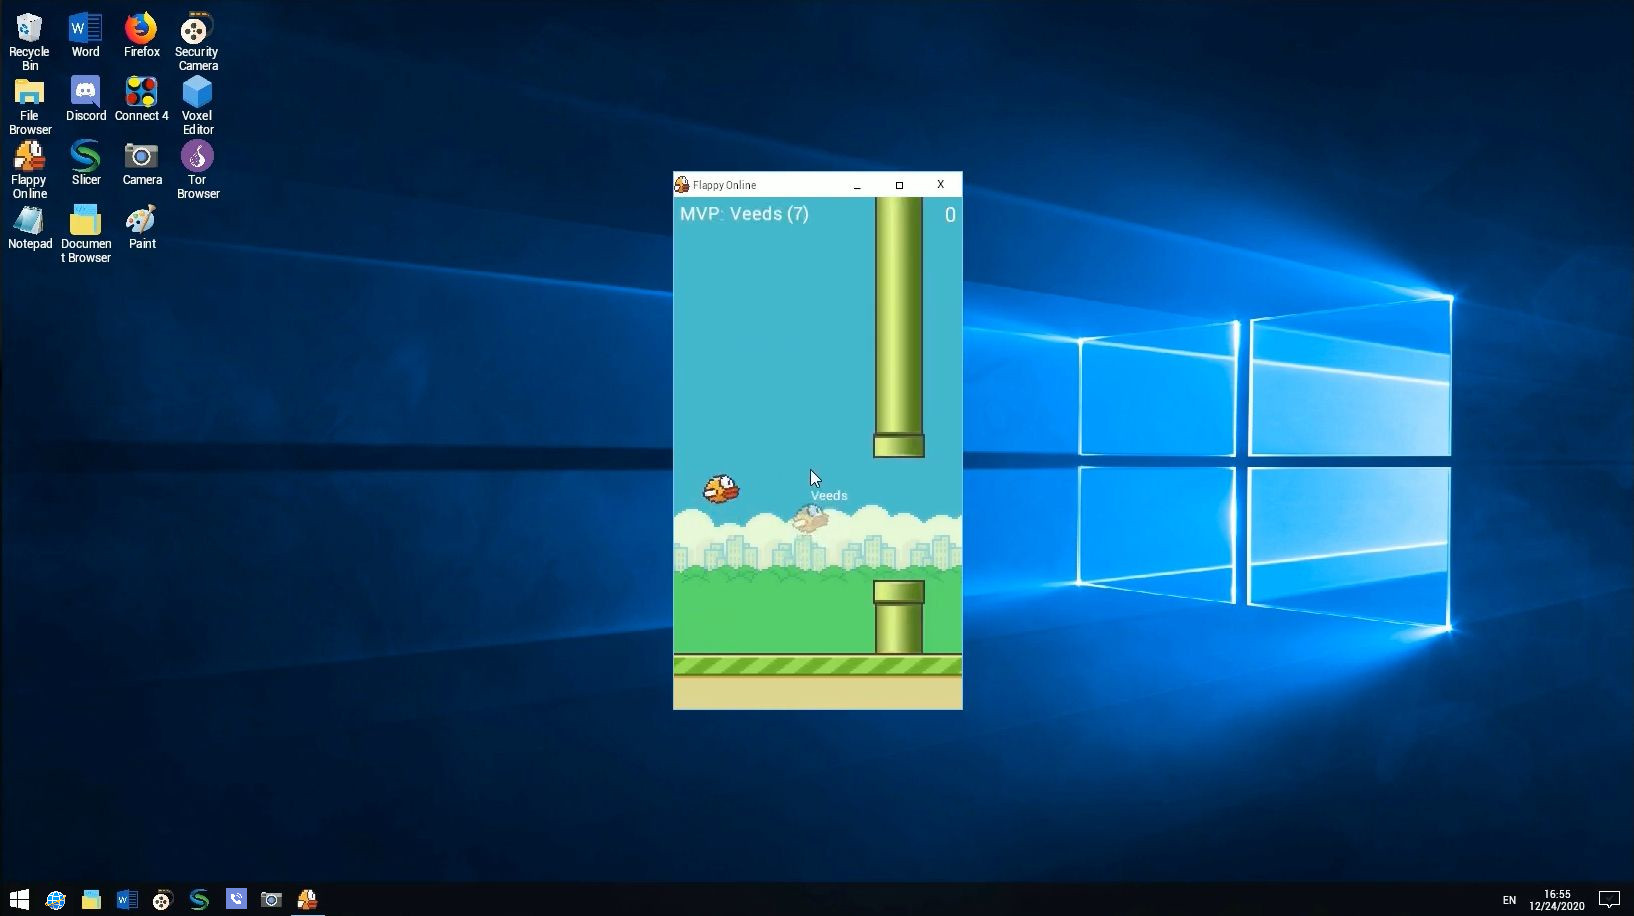 Recycle
Bin
Word
Firefox
Security
Camera
File
Browser
Discord
Connect 4
Voxel
Editor
Flappy
Online
Slicer
Camera
Tor
Browser
Notepad
Documen
t Browser
Paint
Flappy Online
X
MVP: Veeds (7)
0
Veeds
EN
16:55
12/24/2020